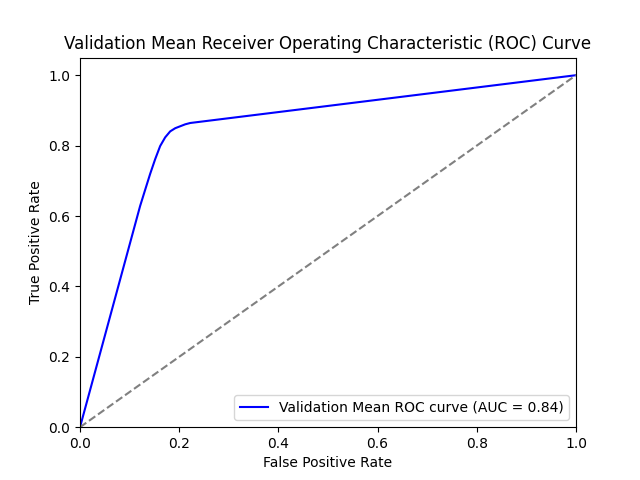 Validation Mean Receiver Operating Characteristic (ROC) Curve
True Positive Rate
1.0
0.8
0.6
0.4
0.2
0.0
Validation Mean ROC curve (AUC = 0.84)
0.0 0.2 0.4 0.6 0.8 1.0
False Positive Rate